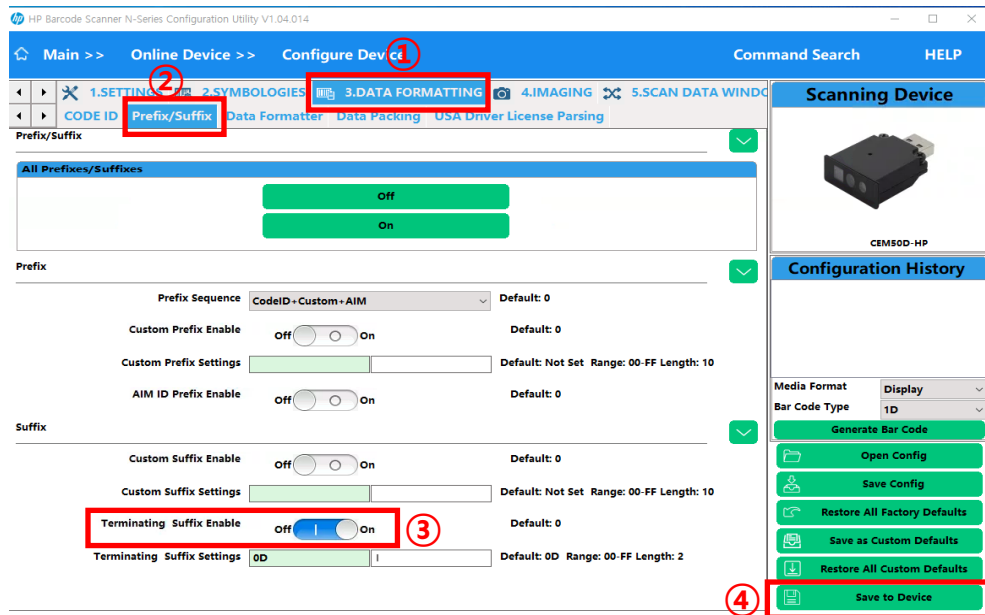 hp HP Barcode Scanner N-Series Configuration Utility V1.04.014
Main >> Online Device >> Configure Device Command Search HELP
①
②
1.SETTINGS 2.SYMBOLOGIES 3.DATA FORMATTING 4.IMAGING 5.SCAN DATA WINDO
CODE ID Prefix/Suffix Data Formatter Data Packing USA Driver License Parsing
Prefix/Suffix
All Prefixes/Suffixes
Off
On
Prefix
Prefix Sequence CodeID+Custom+AIM Default: 0
Custom Prefix Enable Off On Default: 0
Custom Prefix Settings Default: Not Set Range: 00-FF Length: 10
AIM ID Prefix Enable Off On Default: 0
Suffix
Custom Suffix Enable Off On Default: 0
Custom Suffix Settings Default: Not Set Range: 00-FF Length: 10
Terminating Suffix Enable Off On Default: 0
③
Terminating Suffix Settings 0D Default: 0D Range: 00-FF Length: 2
Scanning Device
CEM50D-HP
Configuration History
Media Format Display
Bar Code Type 1D
Generate Bar Code
Open Config
Save Config
Restore All Factory Defaults
Save as Custom Defaults
Restore All Custom Defaults
④
Save to Device